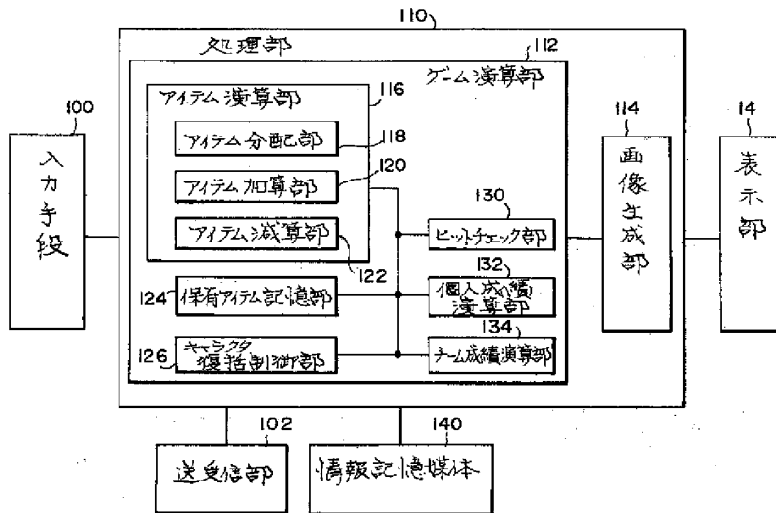 110
処理部
112
ゲーム演算部
116
アイテム演算部
100
入力手段
アイテム分配部
118
120
アイテム加算部
アイテム減算部
122
114
画像生成部
14
表示部
130
ヒットチェック部
124
保有アイテム記憶部
132
個人成績
演算部
126
キャラクタ
復括制御部
134
チーム成績演算部
102
送受信部
140
情報記憶媒体